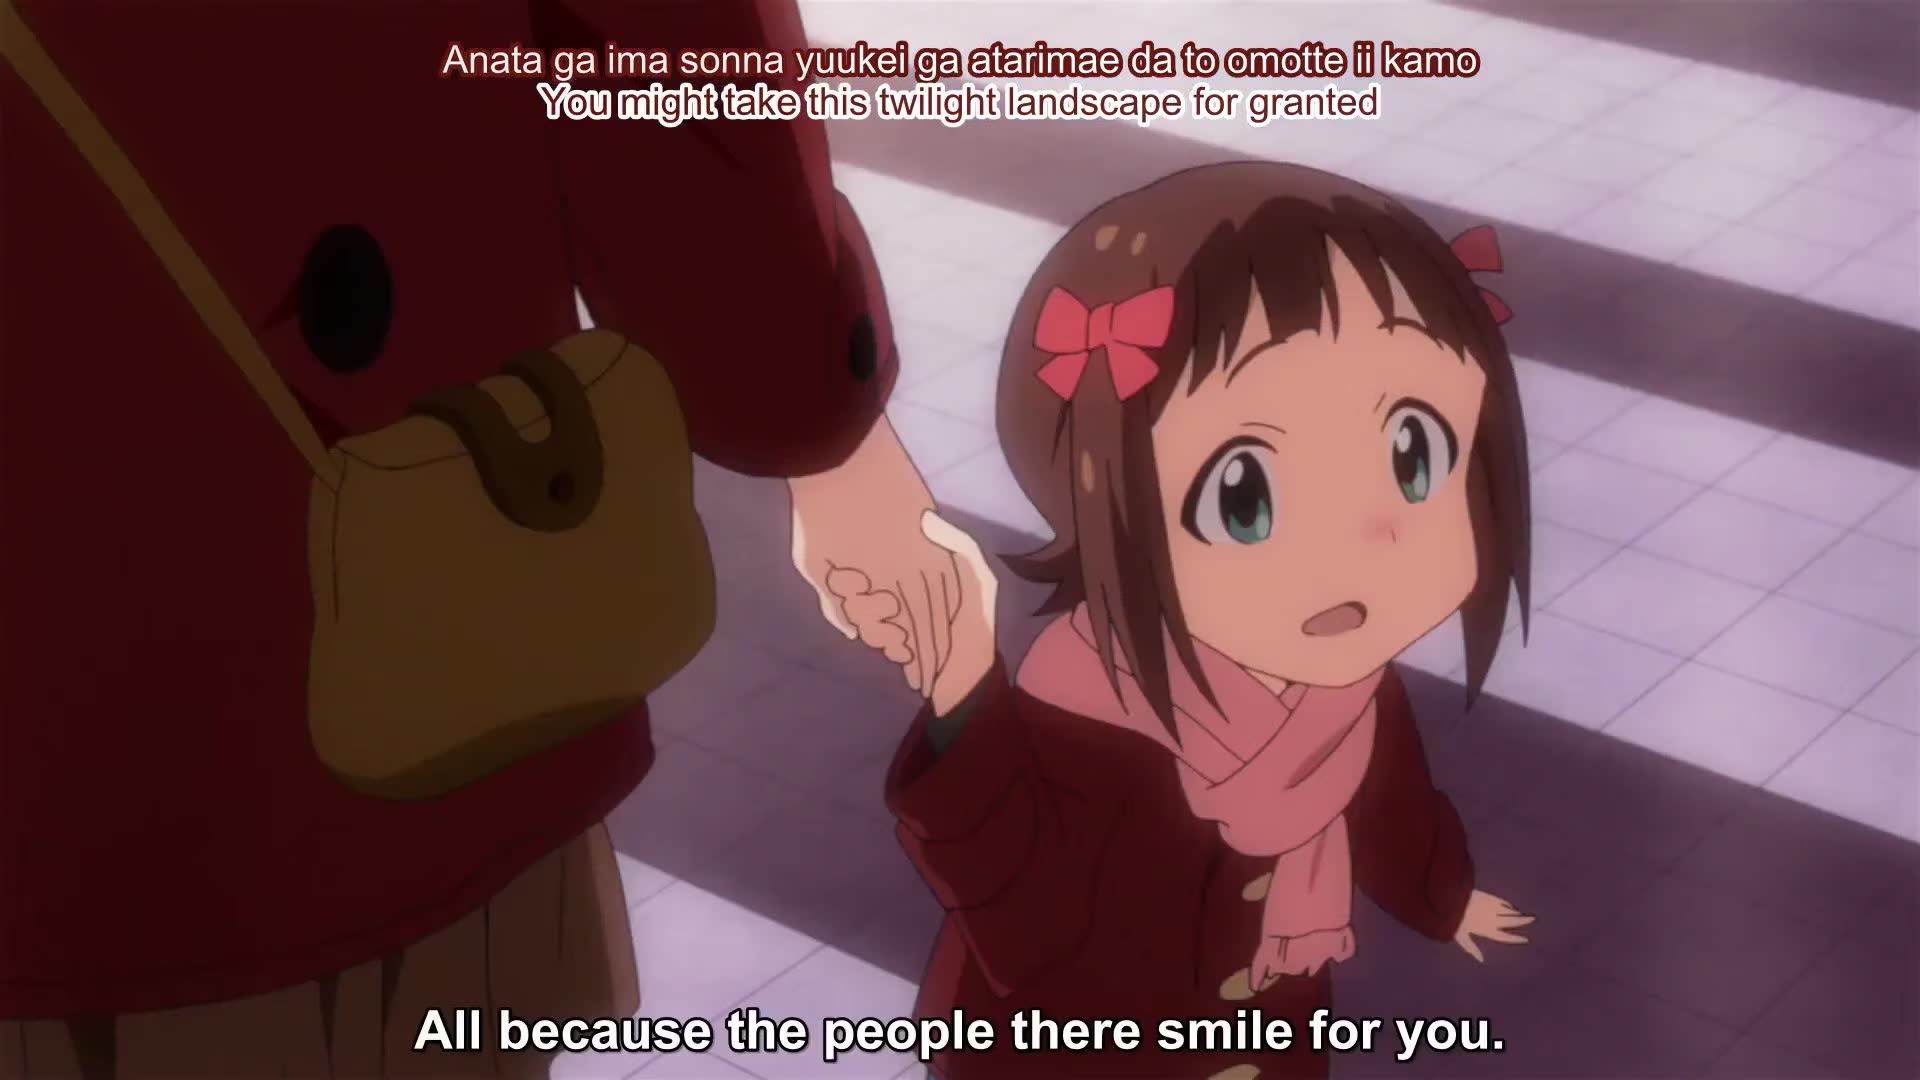 Anata ga ima sonna yuukei ga atarimae da to omotte ii kamo
You might take this twilight landscape for granted
All because the people there smile for you.